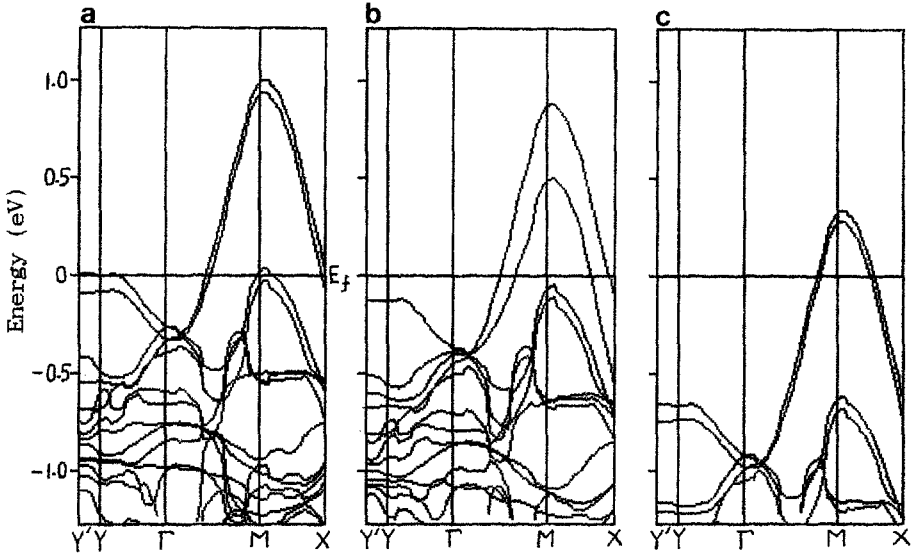 a b c
1.0
0.5
0
E_f
-0.5
-1.0
Energy (eV)
Y' Y Γ M X
Y' Y Γ M X
Y' Y Γ M X